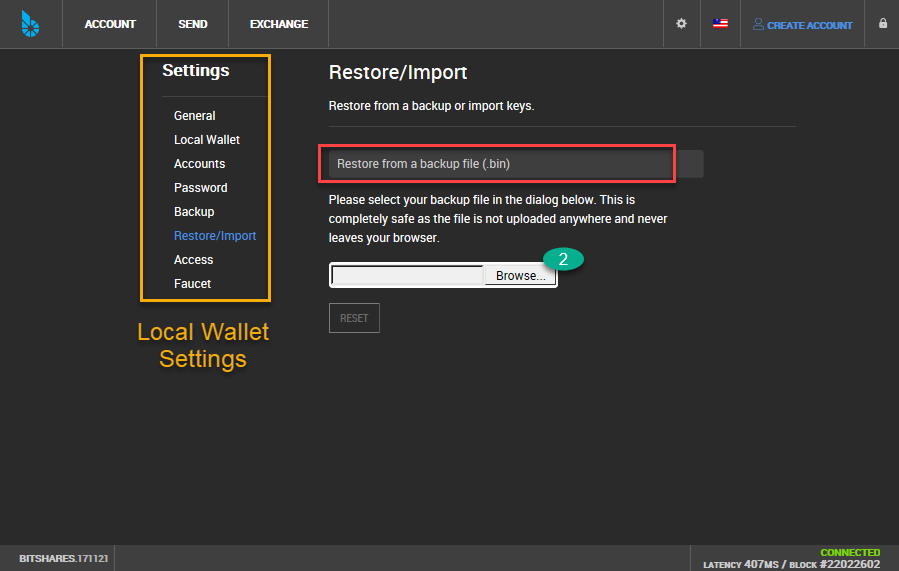 ACCOUNT
SEND
EXCHANGE
CREATE ACCOUNT
Settings
General
Local Wallet
Accounts
Password
Backup
Restore/Import
Access
Faucet
Local Wallet
Settings
Restore/Import
Restore from a backup or import keys.
Restore from a backup file (.bin)
Please select your backup file in the dialog below. This is
completely safe as the file is not uploaded anywhere and never
leaves your browser.
2
Browse...
RESET
BITSHARES.171121
CONNECTED
LATENCY 407MS / BLOCK #22022602